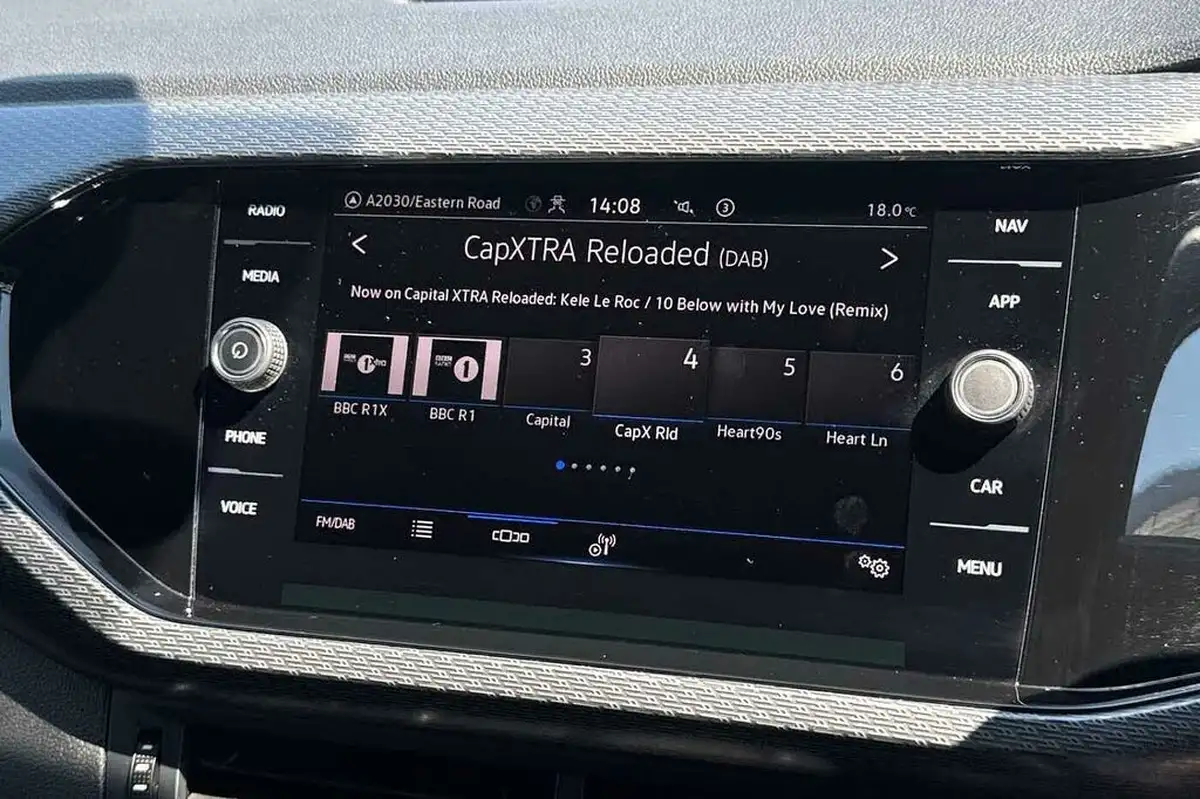 A2030/Eastern Road 14:08 3 18.0°C
RADIO
MEDIA
PHONE
VOICE
CapXTRA Reloaded (DAB)
Now on Capital XTRA Reloaded: Kele Le Roc / 10 Below with My Love (Remix)
1
1
3
4
5
6
BBC R1X
BBC R1
Capital
CapX Rld
Heart90s
Heart Ln
FM/DAB
NAV
APP
CAR
MENU